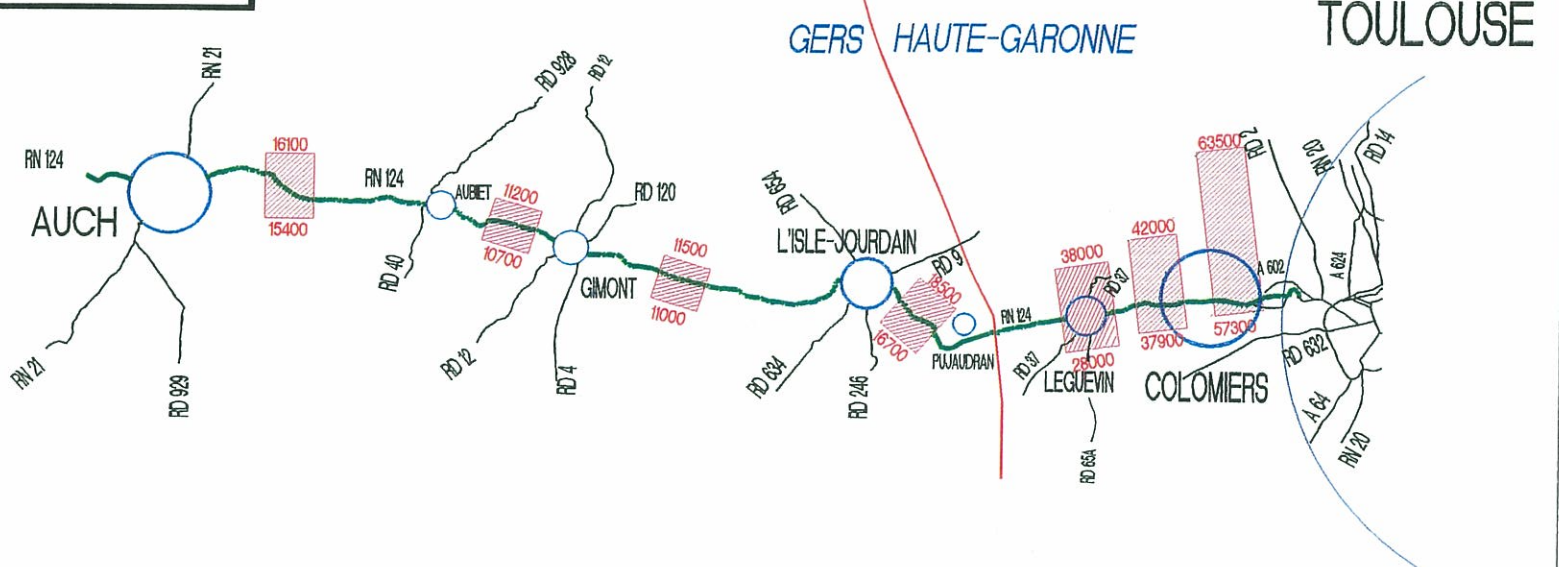 TOULOUSE
GERS
HAUTE-GARONNE
RN 21
RN 124
AUCH
RN 21
RD 929
16100
15400
RN 124
RD 928
RD 12
AUBIET
RD 40
11200
10700
RD 120
GIMONT
RD 12
RD 4
11500
11000
RD 654
L'ISLE-JOURDAIN
RD 9
RD 634
RD 246
18500
16700
PUJAUDRAN
RN 124
38000
28000
RD 37
RD 37
LEGUEVIN
RD 65A
42000
37900
COLOMIERS
63500
57300
RD 2
RN 20
RD 14
A 602
A 624
RD 632
A 64
RN 20